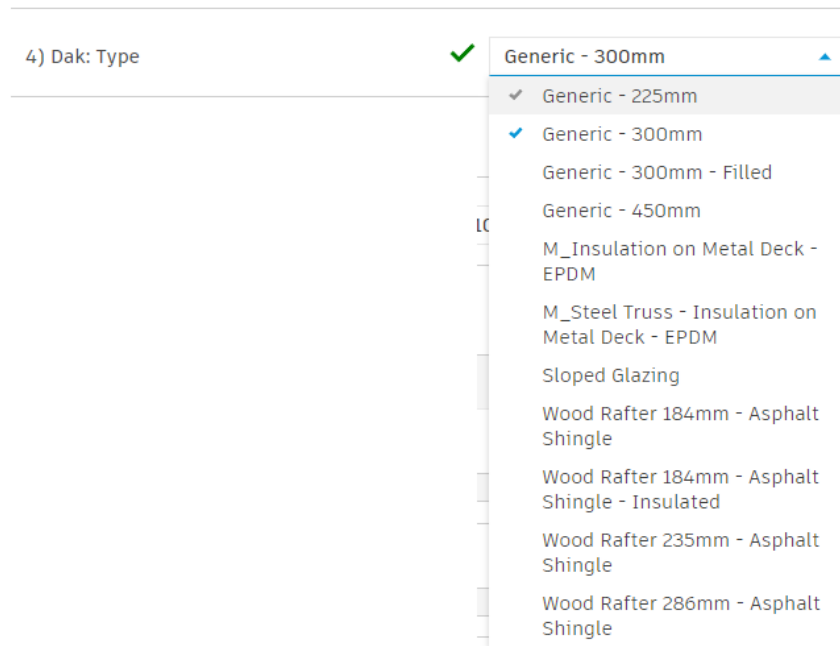 4) Dak: Type
Generic - 300mm
Generic - 225mm
Generic - 300mm
Generic - 300mm - Filled
Generic - 450mm
M_Insulation on Metal Deck -
EPDM
M_Steel Truss - Insulation on
Metal Deck - EPDM
Sloped Glazing
Wood Rafter 184mm - Asphalt
Shingle
Wood Rafter 184mm - Asphalt
Shingle - Insulated
Wood Rafter 235mm - Asphalt
Shingle
Wood Rafter 286mm - Asphalt
Shingle